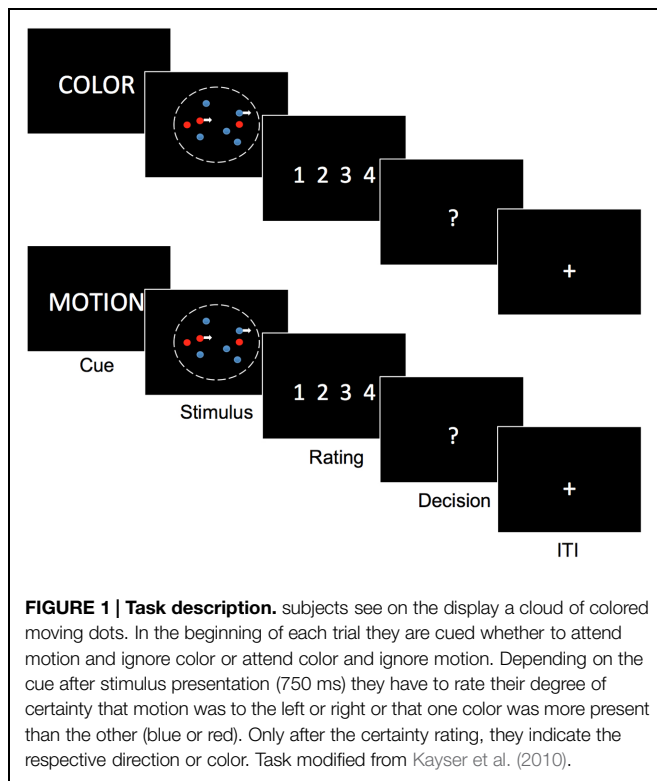 COLOR
1 2 3 4
?
+
MOTION
Cue
Stimulus
1 2 3 4
Rating
?
Decision
+
ITI
FIGURE 1 | Task description. subjects see on the display a cloud of colored
moving dots. In the beginning of each trial they are cued whether to attend
motion and ignore color or attend color and ignore motion. Depending on the
cue after stimulus presentation (750 ms) they have to rate their degree of
certainty that motion was to the left or right or that one color was more present
than the other (blue or red). Only after the certainty rating, they indicate the
respective direction or color. Task modified from Kayser et al. (2010).